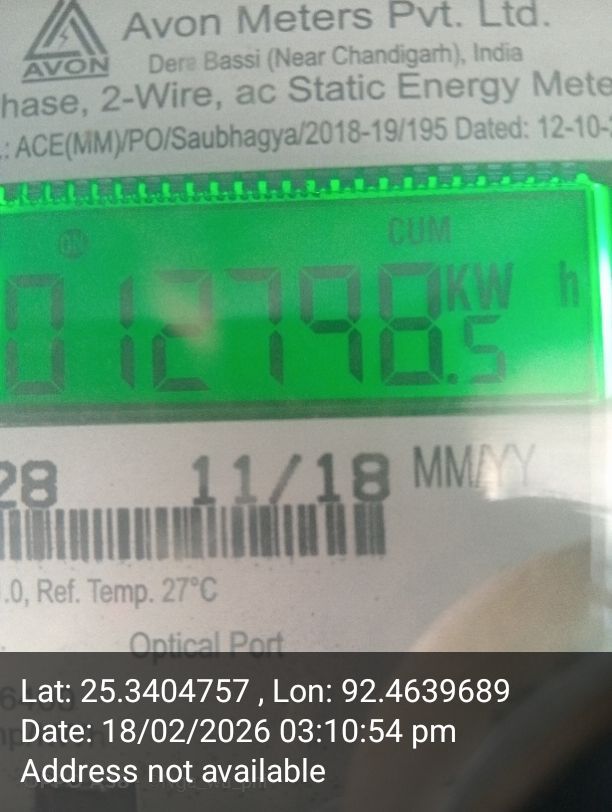 Avon Meters Pvt. Ltd.
AVON
Dera Bassi (Near Chandigarh), India
hase, 2-Wire, ac Static Energy Mete
.: ACE(MM)/PO/Saubhagya/2018-19/195 Dated: 12-10-
CUM
012798.5 KW h
28 11/18 MM/YY
.0, Ref. Temp. 27°C
Optical Port
Lat: 25.3404757 , Lon: 92.4639689
Date: 18/02/2026 03:10:54 pm
Address not available